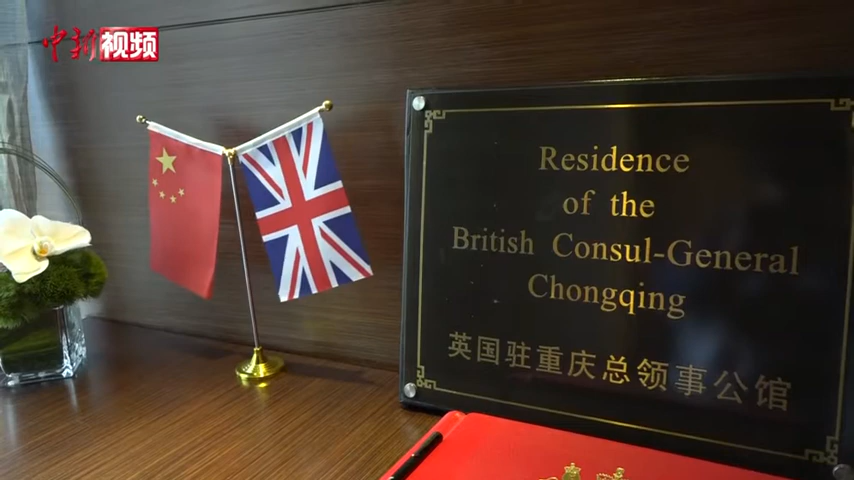 中新视频
Residence
of the
British Consul-General
Chongqing
英国驻重庆总领事公馆